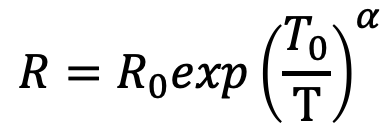 R = R₀exp(T₀/T)^α